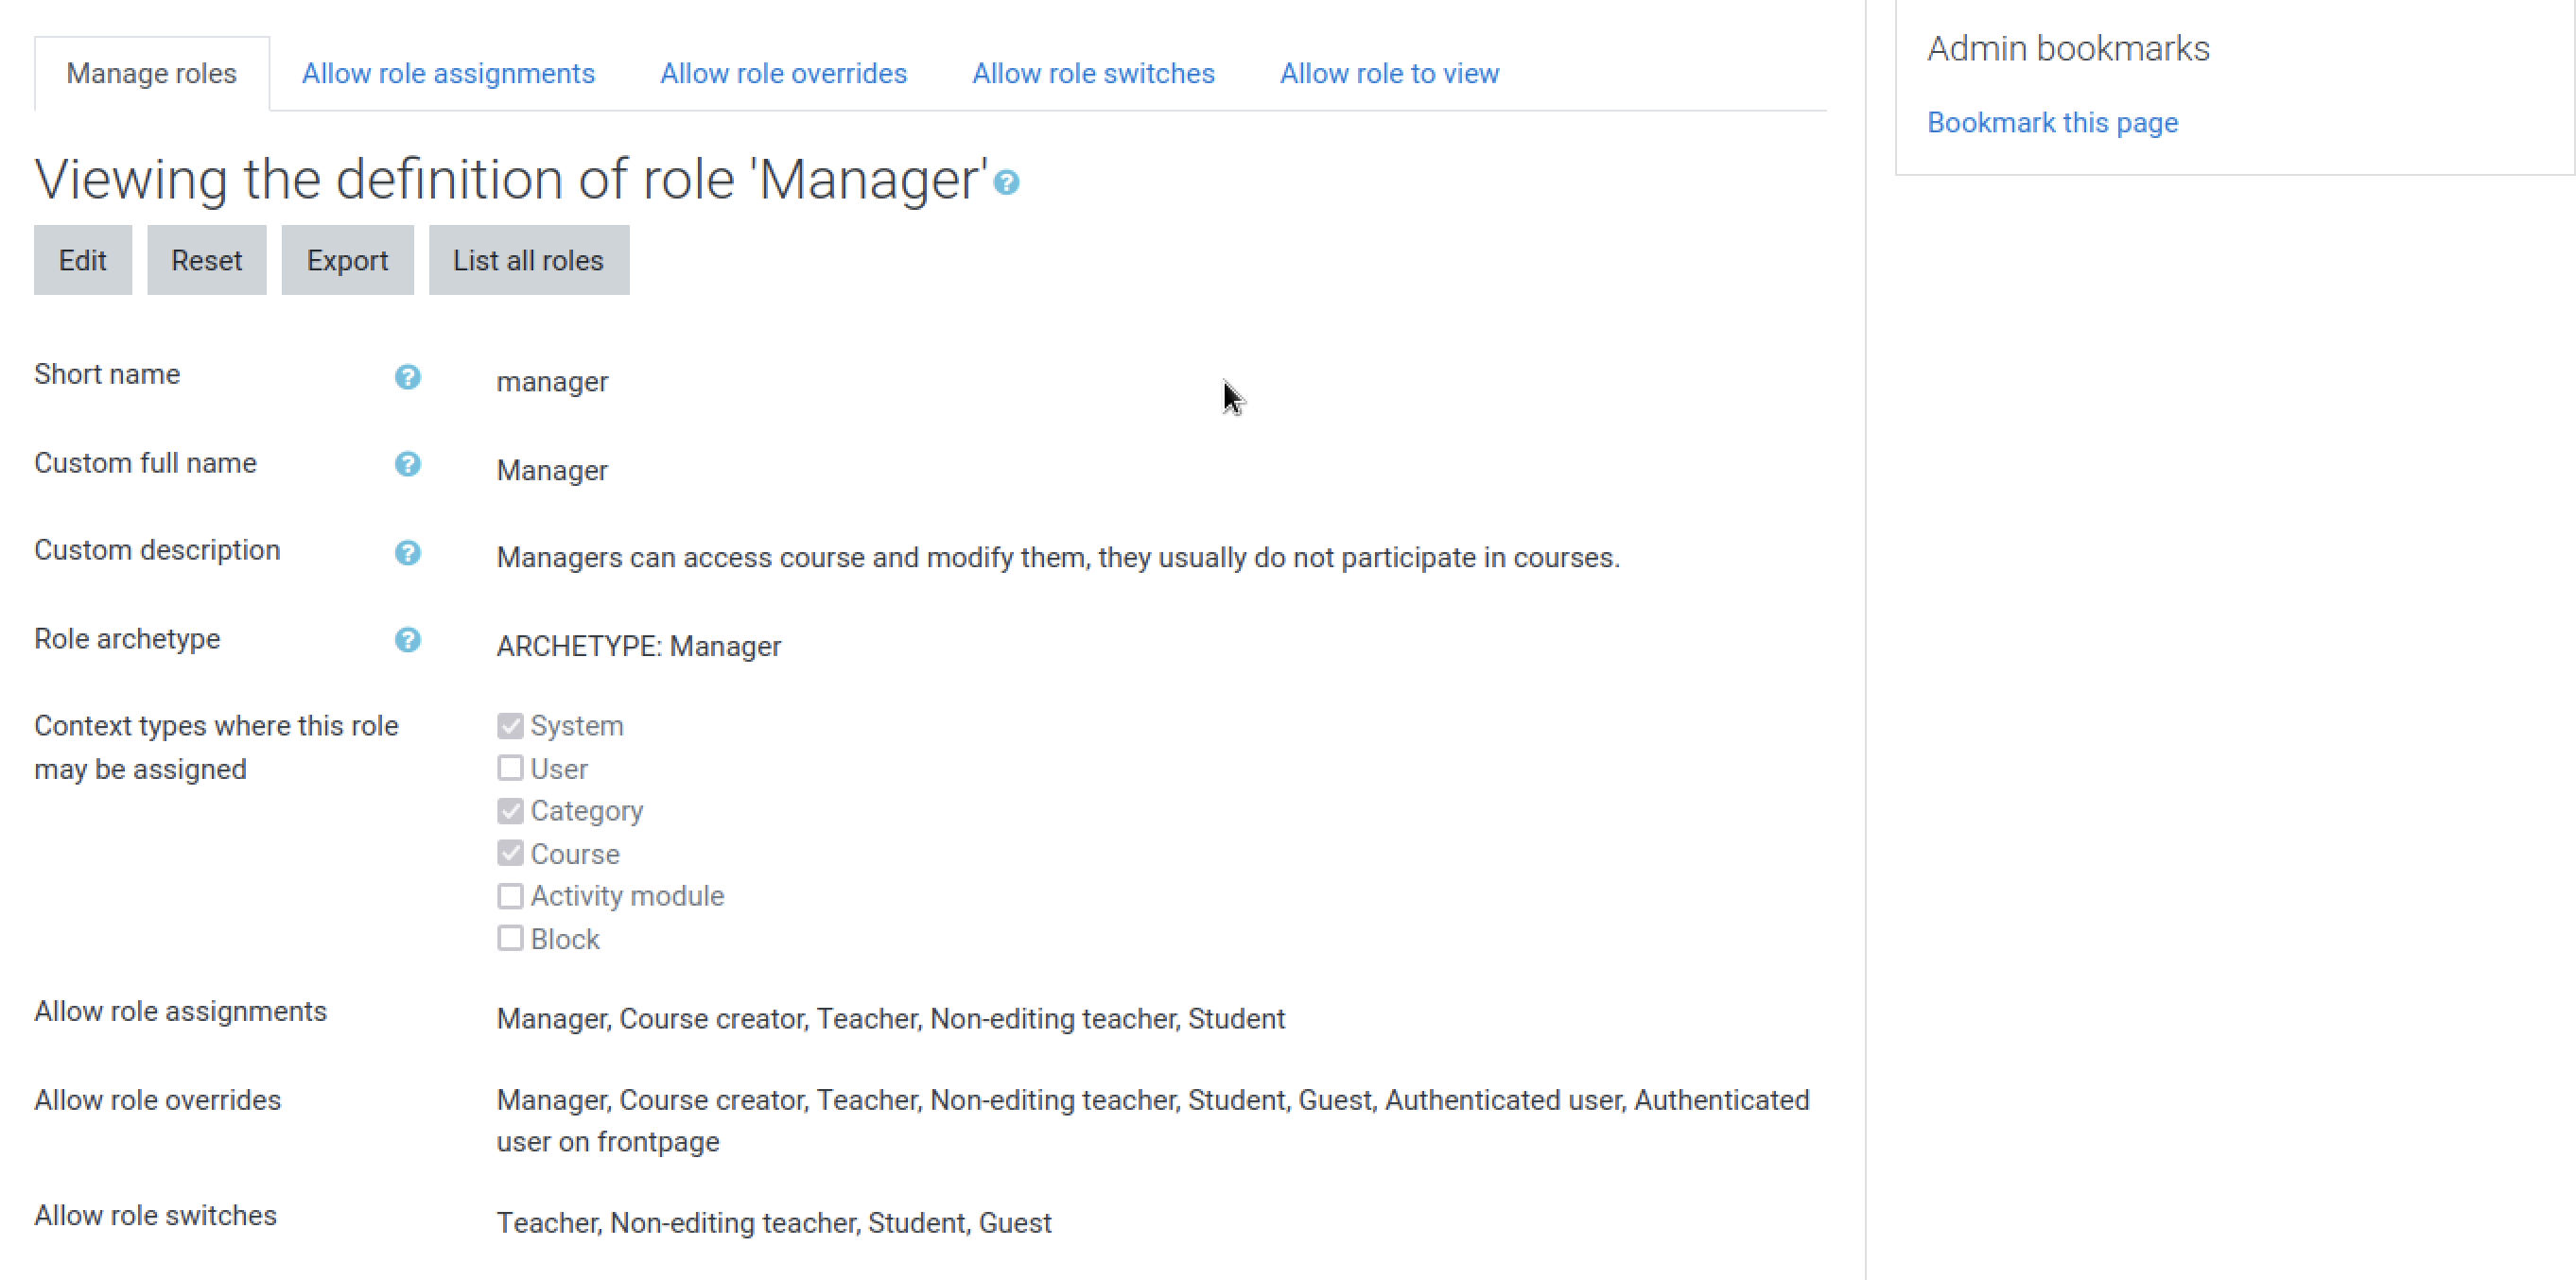 Manage roles Allow role assignments Allow role overrides Allow role switches Allow role to view
Viewing the definition of role 'Manager'
Edit Reset Export List all roles
Short name manager
Custom full name Manager
Custom description Managers can access course and modify them, they usually do not participate in courses.
Role archetype ARCHETYPE: Manager
Context types where this role
may be assigned
System
User
Category
Course
Activity module
Block
Allow role assignments Manager, Course creator, Teacher, Non-editing teacher, Student
Allow role overrides Manager, Course creator, Teacher, Non-editing teacher, Student, Guest, Authenticated user, Authenticated
user on frontpage
Allow role switches Teacher, Non-editing teacher, Student, Guest
Admin bookmarks
Bookmark this page